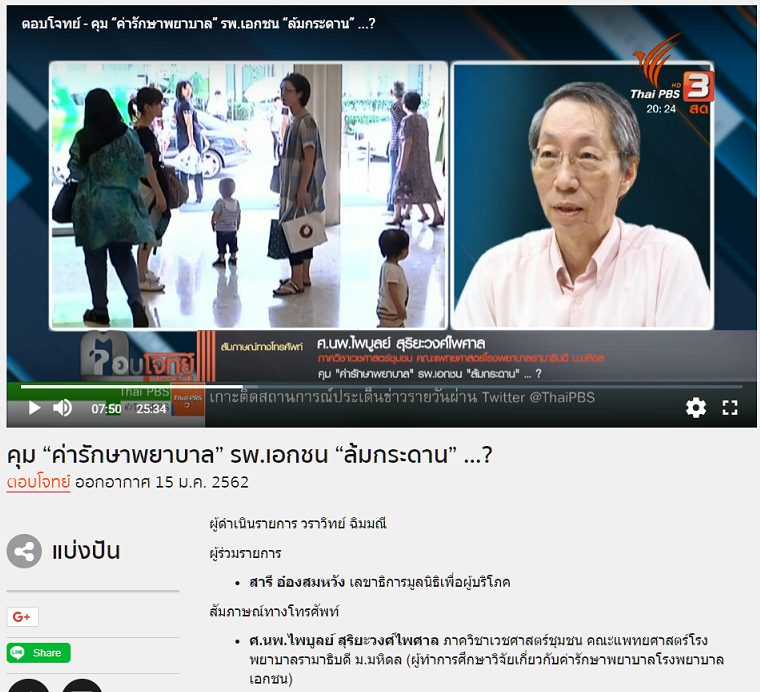 ตอบโจทย์ - คุม “ค่ารักษาพยาบาล” รพ.เอกชน “ล้มกระดาน” ...?
Thai PBS HD 3
20:24 สด
ตอบโจทย์
สัมภาษณ์ทางโทรศัพท์ ศ.นพ.ไพบูลย์ สุริยะวงศ์ไพศาล
ภาควิชาเวชศาสตร์ชุมชน คณะแพทยศาสตร์โรงพยาบาลรามาธิบดี ม.มหิดล
คุม "ค่ารักษาพยาบาล" รพ.เอกชน "ล้มกระดาน" ... ?
Thai PBS
ThaiPBS เกาะติดสถานการณ์ประเด็นข่าวรายวันผ่าน Twitter @ThaiPBS
07:50 25:34
คุม “ค่ารักษาพยาบาล” รพ.เอกชน “ล้มกระดาน” ...?
ตอบโจทย์ ออกอากาศ 15 ม.ค. 2562
แบ่งปัน
G+
LINE Share
ผู้ดำเนินรายการ วราวิทย์ ฉิมมณี
ผู้ร่วมรายการ
• สารี อ๋องสมหวัง เลขาธิการมูลนิธิเพื่อผู้บริโภค
สัมภาษณ์ทางโทรศัพท์
• ศ.นพ.ไพบูลย์ สุริยะวงศ์ไพศาล ภาควิชาเวชศาสตร์ชุมชน คณะแพทยศาสตร์โรง
พยาบาลรามาธิบดี ม.มหิดล (ผู้ทำการศึกษาวิจัยเกี่ยวกับค่ารักษาพยาบาลโรงพยาบาล
เอกชน)